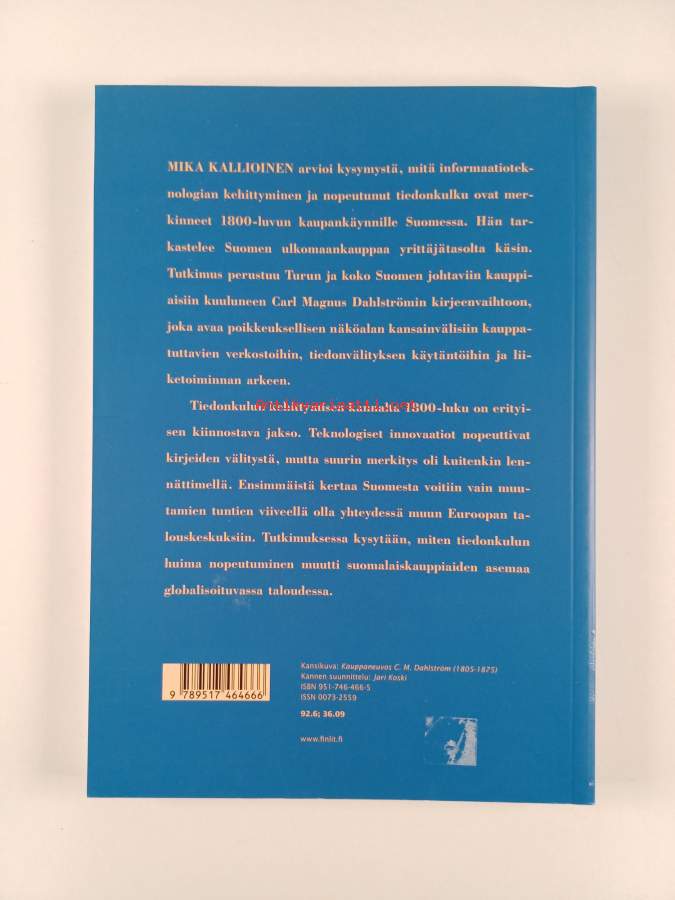 MIKA KALLIOINEN arvioi kysymystä, mitä informaatiotek-
nologian kehittyminen ja nopeutunut tiedonkulku ovat mer-
kinneet 1800-luvun kaupankäynnille Suomessa. Hän tar-
kastelee Suomen ulkomaankauppaa yrittäjätasolta käsin.
Tutkimus perustuu Turun ja koko Suomen johtaviin kauppi-
aisiin kuuluneen Carl Magnus Dahlströmin kirjeenvaihtoon,
joka avaa poikkeuksellisen näköalan kansainvälisiin kauppa-
tuttavien verkostoihin, tiedonvälityksen käytäntöihin ja lii-
ketoiminnan arkeen.
Tiedonkulun kehityksen kannalta 1800-luku on erityi-
sen kiinnostava jakso. Teknologiset innovaatiot nopeuttivat
kirjeiden välitystä, mutta suurin merkitys oli kuitenkin len-
nättimellä. Ensimmäistä kertaa Suomesta voitiin vain muu-
tamien tuntien viiveellä olla yhteydessä muun Euroopan ta-
louskeskuksiin. Tutkimuksessa kysytään, miten tiedonkulun
huima nopeutuminen muutti suomalaiskauppiaiden asemaa
globalisoituvassa taloudessa.
Kansikuva: Kauppaneuvos C. M. Dahlström (1805-1875)
Kannen suunnittelu: Jari Koski
ISBN 951-746-466-5
ISSN 0073-2559
92.6; 36.09
www.finlit.fi
9 789517 464666